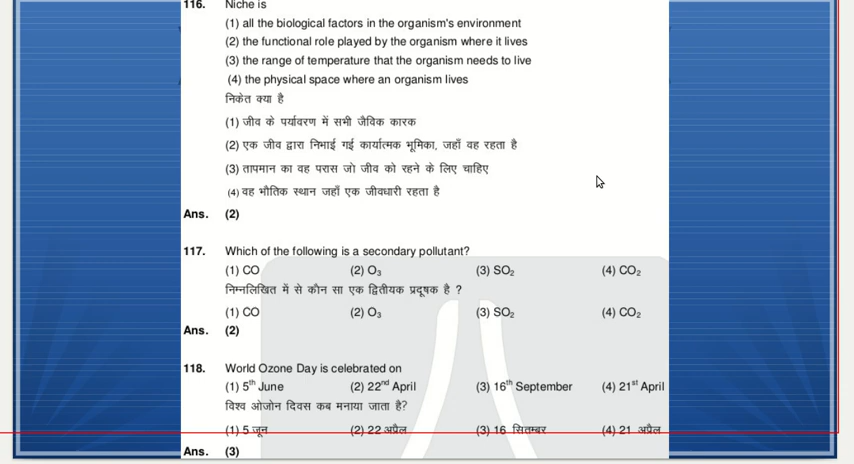 116. Niche is
(1) all the biological factors in the organism's environment
(2) the functional role played by the organism where it lives
(3) the range of temperature that the organism needs to live
(4) the physical space where an organism lives
निकेत क्या है
(1) जीव के पर्यावरण में सभी जैविक कारक
(2) एक जीव द्वारा निभाई गई कार्यात्मक भूमिका, जहाँ वह रहता है
(3) तापमान का वह परास जो जीव को रहने के लिए चाहिए
(4) वह भौतिक स्थान जहाँ एक जीवधारी रहता है
Ans. (2)
117. Which of the following is a secondary pollutant?
(1) CO (2) O₃ (3) SO₂ (4) CO₂
निम्नलिखित में से कौन सा एक द्वितीयक प्रदूषक है ?
(1) CO (2) O₃ (3) SO₂ (4) CO₂
Ans. (2)
118. World Ozone Day is celebrated on
(1) 5th June (2) 22nd April (3) 16th September (4) 21st April
विश्व ओजोन दिवस कब मनाया जाता है?
(1) 5 जून (2) 22 अप्रैल (3) 16 सितम्बर (4) 21 अप्रैल
Ans. (3)